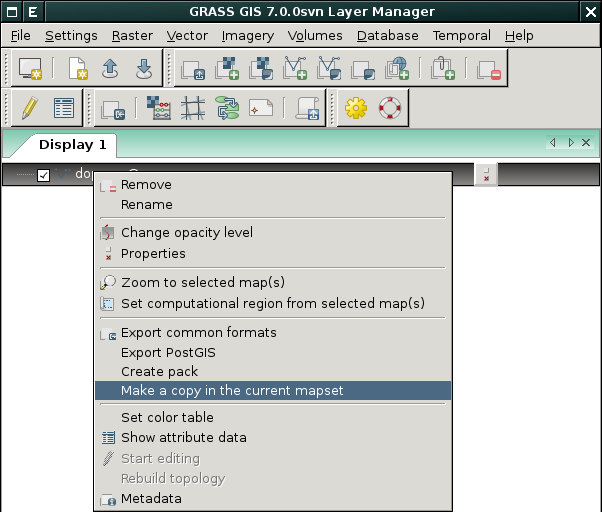 GRASS GIS 7.0.0svn Layer Manager
File Settings Raster Vector Imagery Volumes Database Temporal Help
Display 1
Remove
Rename
Change opacity level
Properties
Zoom to selected map(s)
Set computational region from selected map(s)
Export common formats
Export PostGIS
Create pack
Make a copy in the current mapset
Set color table
Show attribute data
Start editing
Rebuild topology
Metadata